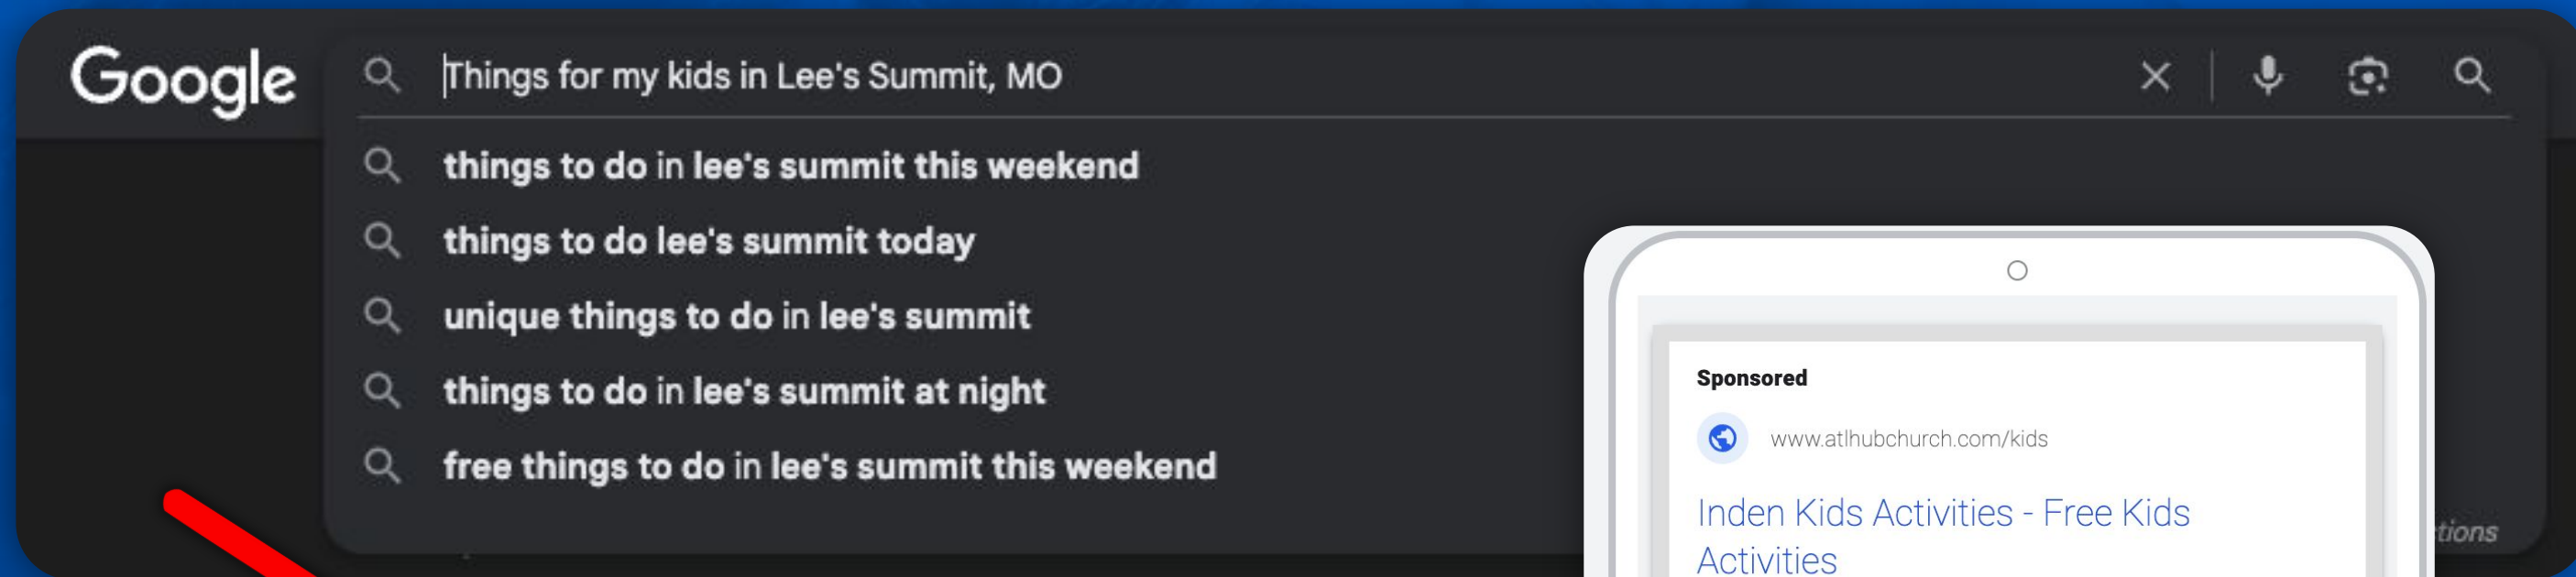 Google
Things for my kids in Lee's Summit, MO
things to do in lee's summit this weekend
things to do lee's summit today
unique things to do in lee's summit
things to do in lee's summit at night
free things to do in lee's summit this weekend
Sponsored
www.atlhubchurch.com/kids
Inden Kids Activities - Free Kids
Activities